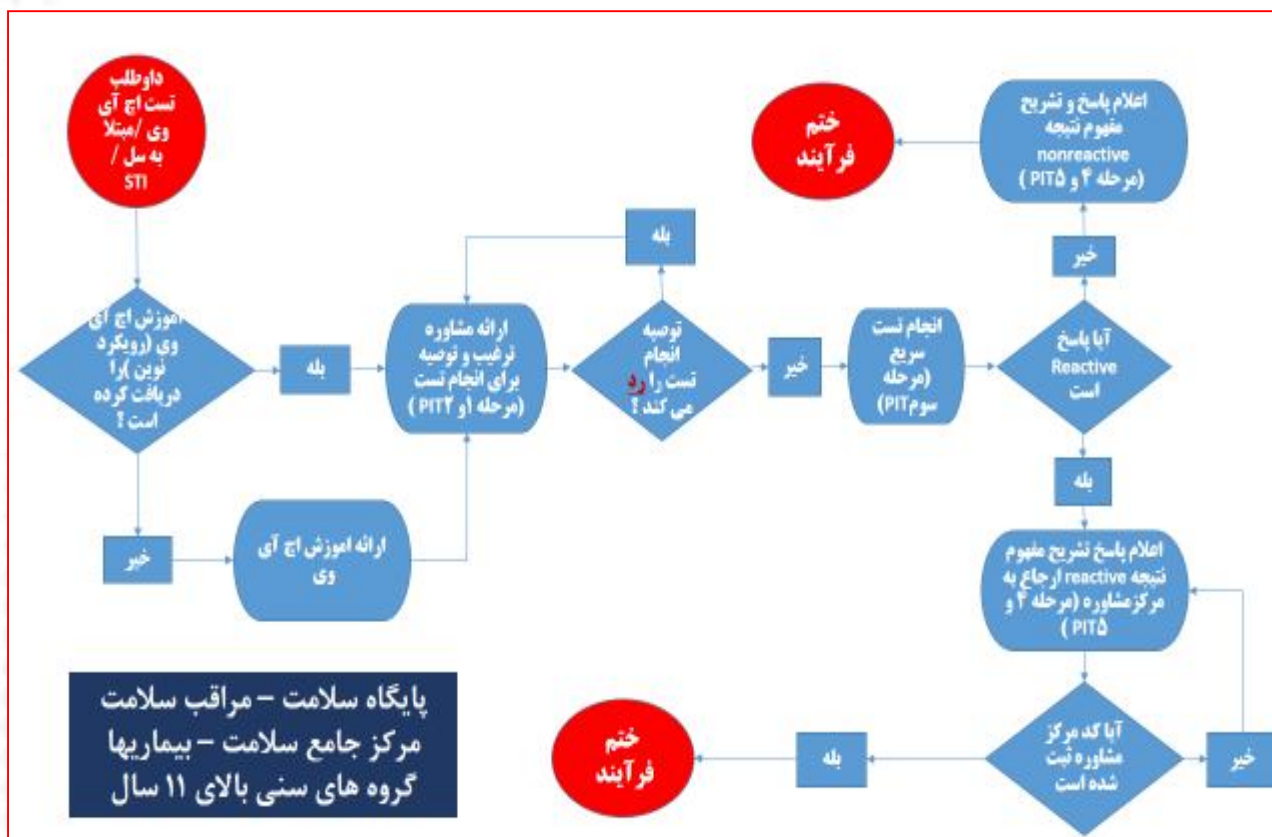 داوطلب
تست اچ آی
وی /مبتلا
به سل /
STI
اموزش اچ آی
وی (رویکرد
نوین )را
دریافت کرده
است ؟
بله
خیر
ارائه اموزش اچ آی
وی
ارائه مشاوره
ترغیب و توصیه
برای انجام تست
(مرحله ۱و PIT۲ )
توصیه
انجام
تست را رد
می کند ؟
بله
خیر
انجام تست
سریع
(مرحله
سومPIT)
آیا پاسخ
Reactive
است
خیر
اعلام پاسخ و تشریح
مفهوم نتیجه
nonreactive
(مرحله ۴ و PIT۵ )
ختم
فرآیند
بله
اعلام پاسخ تشریح مفهوم
نتیجه reactive ارجاع به
مرکزمشاوره (مرحله ۴ و
PIT۵ )
آیا کد مرکز
مشاوره ثبت
شده است
خیر
بله
ختم
فرآیند
پایگاه سلامت – مراقب سلامت
مرکز جامع سلامت – بیماریها
گروه های سنی بالای ۱۱ سال